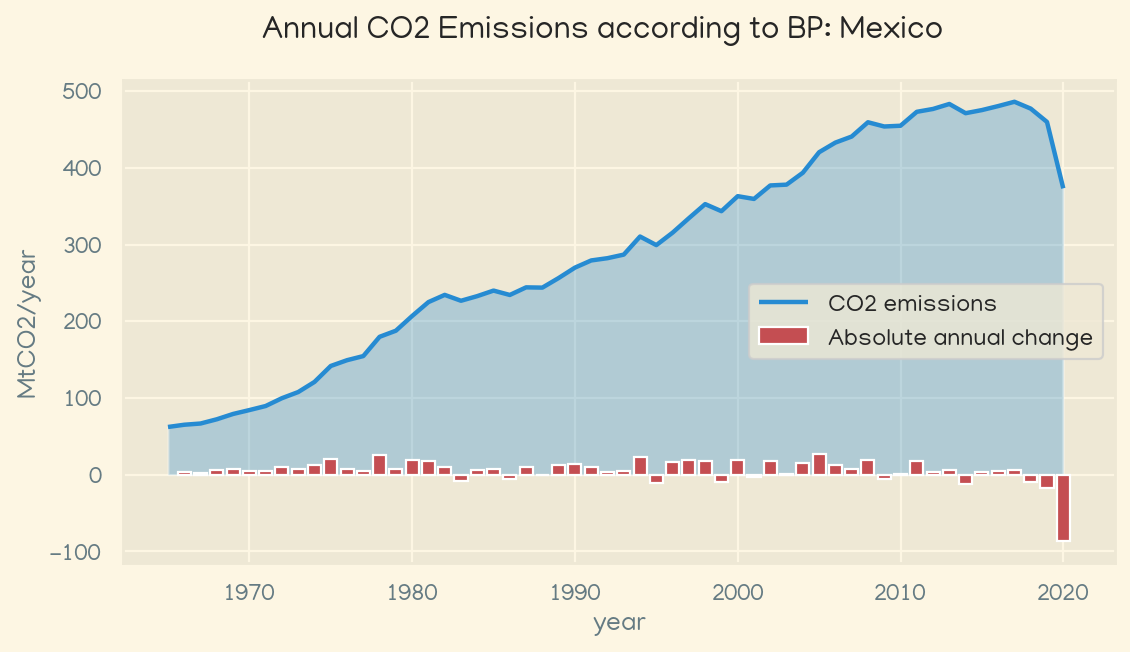 Annual CO2 Emissions according to BP: Mexico
500
400
300
200
100
0
−100
MtCO2/year
CO2 emissions
Absolute annual change
1970 1980 1990 2000 2010 2020
year